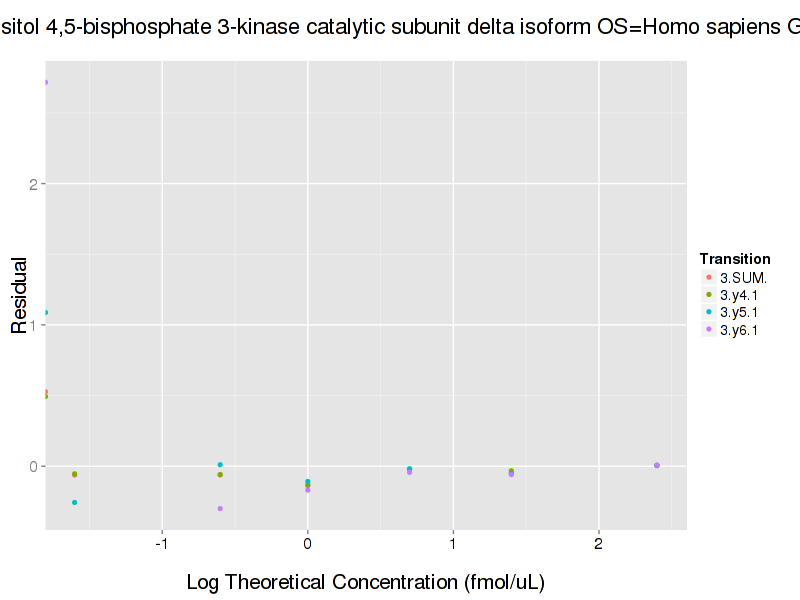 sitol 4,5-bisphosphate 3-kinase catalytic subunit delta isoform OS=Homo sapiens G
2
1
0
Residual
-1 0 1 2
Log Theoretical Concentration (fmol/uL)
Transition
3.SUM.
3.y4.1
3.y5.1
3.y6.1